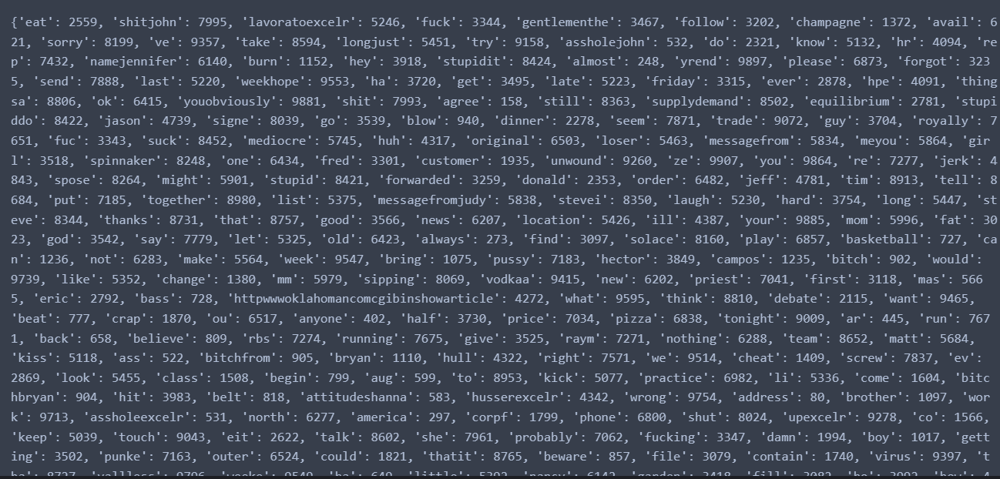 {'eat': 2559, 'shitjohn': 7995, 'lavoratoexcelr': 5246, 'fuck': 3344, 'gentlementhe': 3467, 'follow': 3202, 'champagne': 1372, 'avail': 6
21, 'sorry': 8199, 've': 9357, 'take': 8594, 'longjust': 5451, 'try': 9158, 'assholejohn': 532, 'do': 2321, 'know': 5132, 'hr': 4094, 're
p': 7432, 'namejennifer': 6140, 'burn': 1152, 'hey': 3918, 'stupidit': 8424, 'almost': 248, 'yrend': 9897, 'please': 6873, 'forgot': 323
5, 'send': 7888, 'last': 5220, 'weekhope': 9553, 'ha': 3720, 'get': 3495, 'late': 5223, 'friday': 3315, 'ever': 2878, 'hpe': 4091, 'thing
sa': 8806, 'ok': 6415, 'youobviously': 9881, 'shit': 7993, 'agree': 158, 'still': 8363, 'supplydemand': 8502, 'equilibrium': 2781, 'stupi
ddo': 8422, 'jason': 4739, 'signe': 8039, 'go': 3539, 'blow': 940, 'dinner': 2278, 'seem': 7871, 'trade': 9072, 'guy': 3704, 'royally': 7
651, 'fuc': 3343, 'suck': 8452, 'mediocre': 5745, 'huh': 4317, 'original': 6503, 'loser': 5463, 'messagefrom': 5834, 'meyou': 5864, 'gir
l': 3518, 'spinnaker': 8248, 'one': 6434, 'fred': 3301, 'customer': 1935, 'unwound': 9260, 'ze': 9907, 'you': 9864, 're': 7277, 'jerk': 4
843, 'spose': 8264, 'might': 5901, 'stupid': 8421, 'forwarded': 3259, 'donald': 2353, 'order': 6482, 'jeff': 4781, 'tim': 8913, 'tell': 8
684, 'put': 7185, 'together': 8980, 'list': 5375, 'messagefromjudy': 5838, 'stevei': 8350, 'laugh': 5230, 'hard': 3754, 'long': 5447, 'st
eve': 8344, 'thanks': 8731, 'that': 8757, 'good': 3566, 'news': 6207, 'location': 5426, 'ill': 4387, 'your': 9885, 'mom': 5996, 'fat': 30
23, 'god': 3542, 'say': 7779, 'let': 5325, 'old': 6423, 'always': 273, 'find': 3097, 'solace': 8160, 'play': 6857, 'basketball': 727, 'ca
n': 1236, 'not': 6283, 'make': 5564, 'week': 9547, 'bring': 1075, 'pussy': 7183, 'hector': 3849, 'campos': 1235, 'bitch': 902, 'would':
9739, 'like': 5352, 'change': 1380, 'mm': 5979, 'sipping': 8069, 'vodkaa': 9415, 'new': 6202, 'priest': 7041, 'first': 3118, 'mas': 566
5, 'eric': 2792, 'bass': 728, 'httpwwwoklahomancomcgibinshowarticle': 4272, 'what': 9595, 'think': 8810, 'debate': 2115, 'want': 9465,
'beat': 777, 'crap': 1870, 'ou': 6517, 'anyone': 402, 'half': 3730, 'price': 7034, 'pizza': 6838, 'tonight': 9009, 'ar': 445, 'run': 767
1, 'back': 658, 'believe': 809, 'rbs': 7274, 'running': 7675, 'give': 3525, 'raym': 7271, 'nothing': 6288, 'team': 8652, 'matt': 5684,
'kiss': 5118, 'ass': 522, 'bitchfrom': 905, 'bryan': 1110, 'hull': 4322, 'right': 7571, 'we': 9514, 'cheat': 1409, 'screw': 7837, 'ev':
2869, 'look': 5455, 'class': 1508, 'begin': 799, 'aug': 599, 'to': 8953, 'kick': 5077, 'practice': 6982, 'li': 5336, 'come': 1604, 'bitc
hbryan': 904, 'hit': 3983, 'belt': 818, 'attitudeshanna': 583, 'husserexcelr': 4342, 'wrong': 9754, 'address': 80, 'brother': 1097, 'wor
k': 9713, 'assholeexcelr': 531, 'north': 6277, 'america': 297, 'corpf': 1799, 'phone': 6800, 'shut': 8024, 'upexcelr': 9278, 'co': 1566,
'keep': 5039, 'touch': 9043, 'eit': 2622, 'talk': 8602, 'she': 7961, 'probably': 7062, 'fucking': 3347, 'damn': 1994, 'boy': 1017, 'gett
ing': 3502, 'punke': 7163, 'outer': 6524, 'could': 1821, 'thatit': 8765, 'beware': 857, 'file': 3079, 'contain': 1740, 'virus': 9397, 't